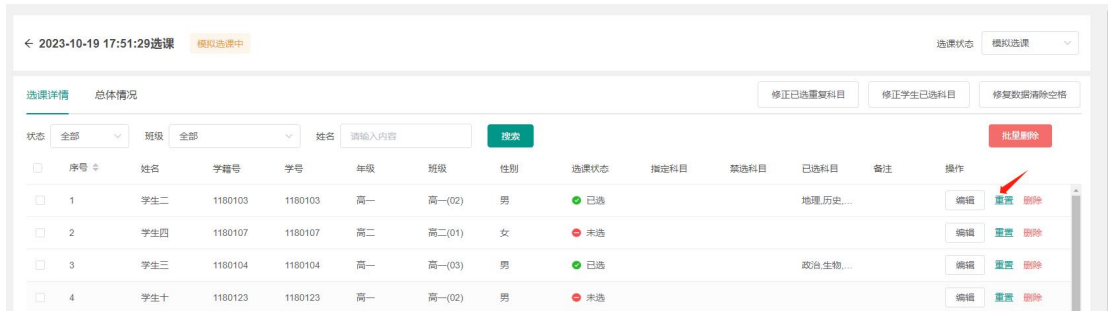 ← 2023-10-19 17:51:29选课 模拟选课中 选课状态 模拟选课
选课详情 总体情况 修正已选重复科目 修正学生已选科目 修复数据清除空格
状态 全部 班级 全部 姓名 请输入内容 搜索 批量删除
序号 姓名 学籍号 学号 年级 班级 性别 选课状态 指定科目 禁选科目 已选科目 备注 操作
1 学生二 1180103 1180103 高一 高一(02) 男 已选 地理,历史,... 编辑 重置 删除
2 学生四 1180107 1180107 高二 高二(01) 女 未选 编辑 重置 删除
3 学生三 1180104 1180104 高一 高一(03) 男 已选 政治,生物,... 编辑 重置 删除
4 学生十 1180123 1180123 高一 高一(02) 男 未选 编辑 重置 删除